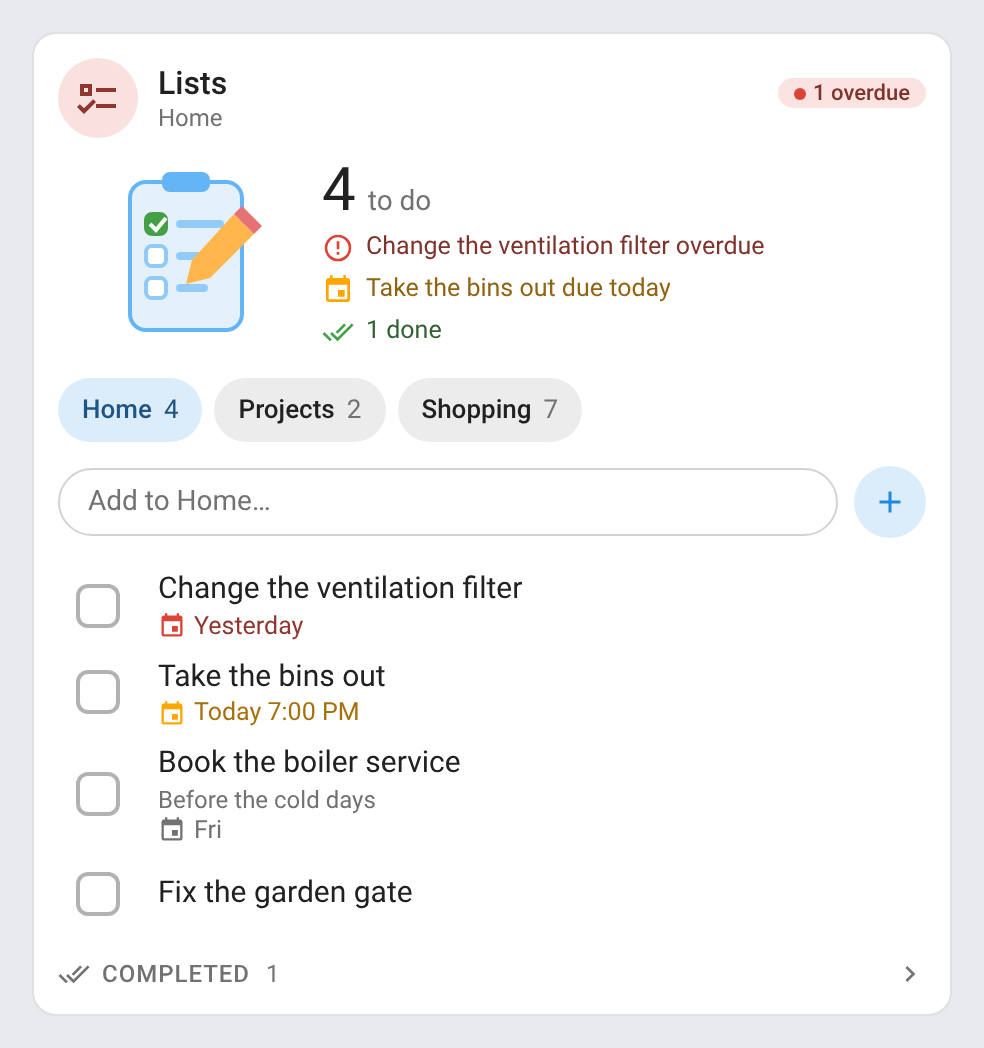 Lists
Home
1 overdue
4 to do
Change the ventilation filter overdue
Take the bins out due today
1 done
Home 4
Projects 2
Shopping 7
Add to Home…
Change the ventilation filter
Yesterday
Take the bins out
Today 7:00 PM
Book the boiler service
Before the cold days
Fri
Fix the garden gate
COMPLETED 1